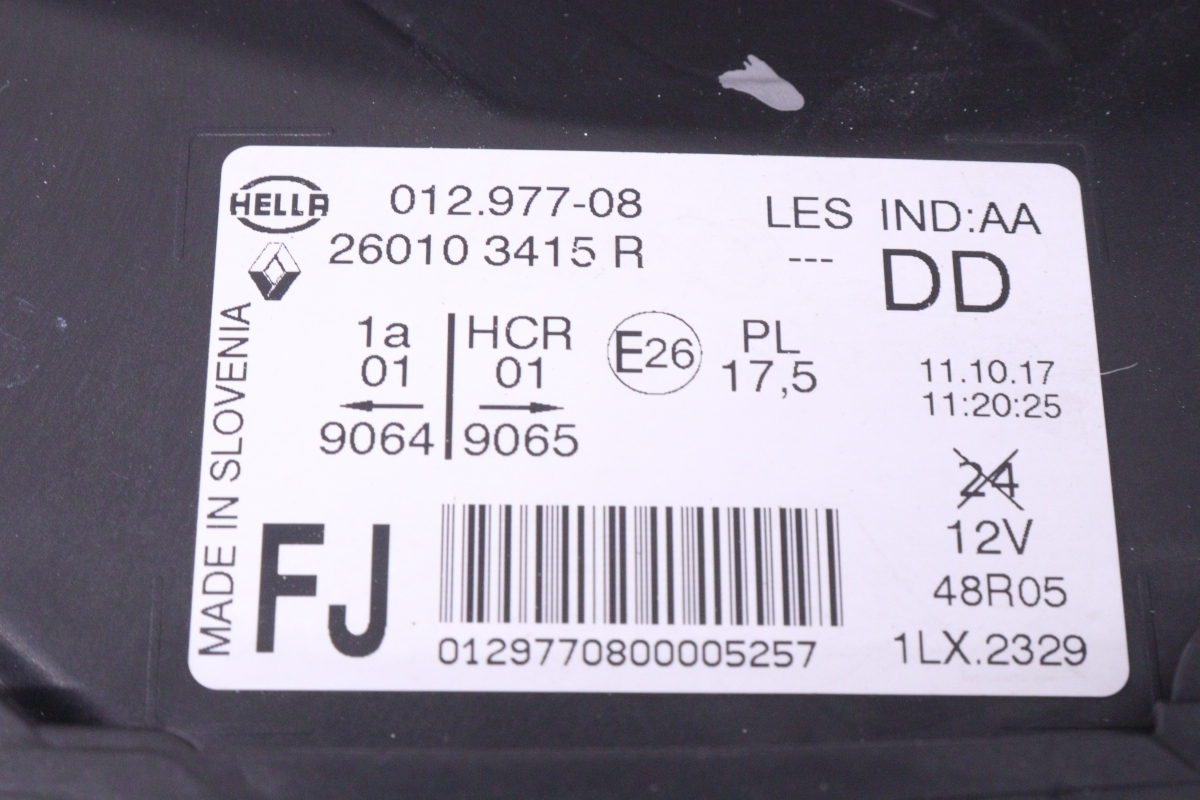 HELLA 012.977-08 LES IND:AA
26010 3415 R --- DD
MADE IN SLOVENIA
1a HCR E26 PL
01 01 17,5
9064 9065
11.10.17
11:20:25
24
12V
48R05
FJ
01297708000005257
1LX.2329